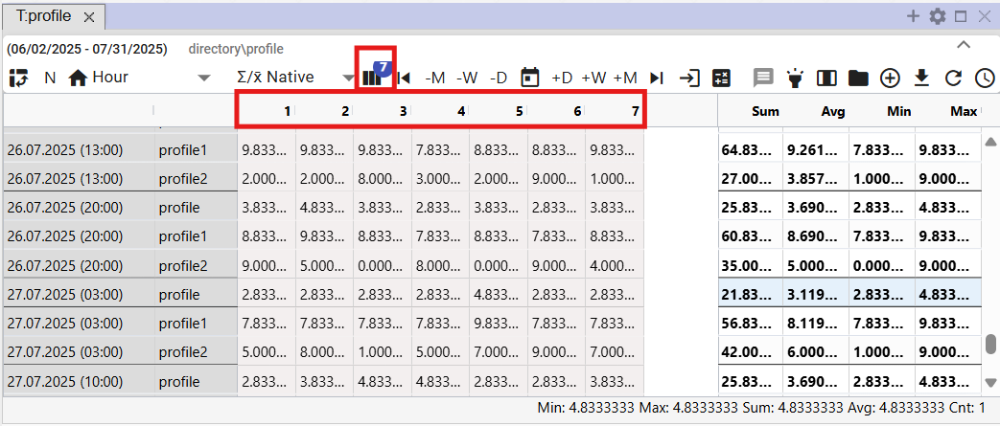 T:profile
(06/02/2025 - 07/31/2025) directory\profile
N Hour Σ/x̄ Native 7 -M -W -D +D +W +M
1 2 3 4 5 6 7 Sum Avg Min Max
26.07.2025 (13:00) profile1 9.833... 9.833... 9.833... 7.833... 8.833... 8.833... 9.833... 64.83... 9.261... 7.833... 9.833...
26.07.2025 (13:00) profile2 2.000... 2.000... 8.000... 3.000... 2.000... 9.000... 1.000... 27.00... 3.857... 1.000... 9.000...
26.07.2025 (20:00) profile 3.833... 4.833... 3.833... 2.833... 3.833... 2.833... 3.833... 25.83... 3.690... 2.833... 4.833...
26.07.2025 (20:00) profile1 8.833... 9.833... 8.833... 7.833... 8.833... 7.833... 8.833... 60.83... 8.690... 7.833... 9.833...
26.07.2025 (20:00) profile2 9.000... 5.000... 0.000... 8.000... 0.000... 9.000... 4.000... 35.00... 5.000... 0.000... 9.000...
27.07.2025 (03:00) profile 2.833... 2.833... 2.833... 2.833... 4.833... 2.833... 2.833... 21.83... 3.119... 2.833... 4.833...
27.07.2025 (03:00) profile1 7.833... 7.833... 7.833... 7.833... 9.833... 7.833... 7.833... 56.83... 8.119... 7.833... 9.833...
27.07.2025 (03:00) profile2 5.000... 8.000... 1.000... 5.000... 7.000... 9.000... 7.000... 42.00... 6.000... 1.000... 9.000...
27.07.2025 (10:00) profile 2.833... 3.833... 4.833... 4.833... 2.833... 2.833... 3.833... 25.83... 3.690... 2.833... 4.833...
Min: 4.8333333 Max: 4.8333333 Sum: 4.8333333 Avg: 4.8333333 Cnt: 1